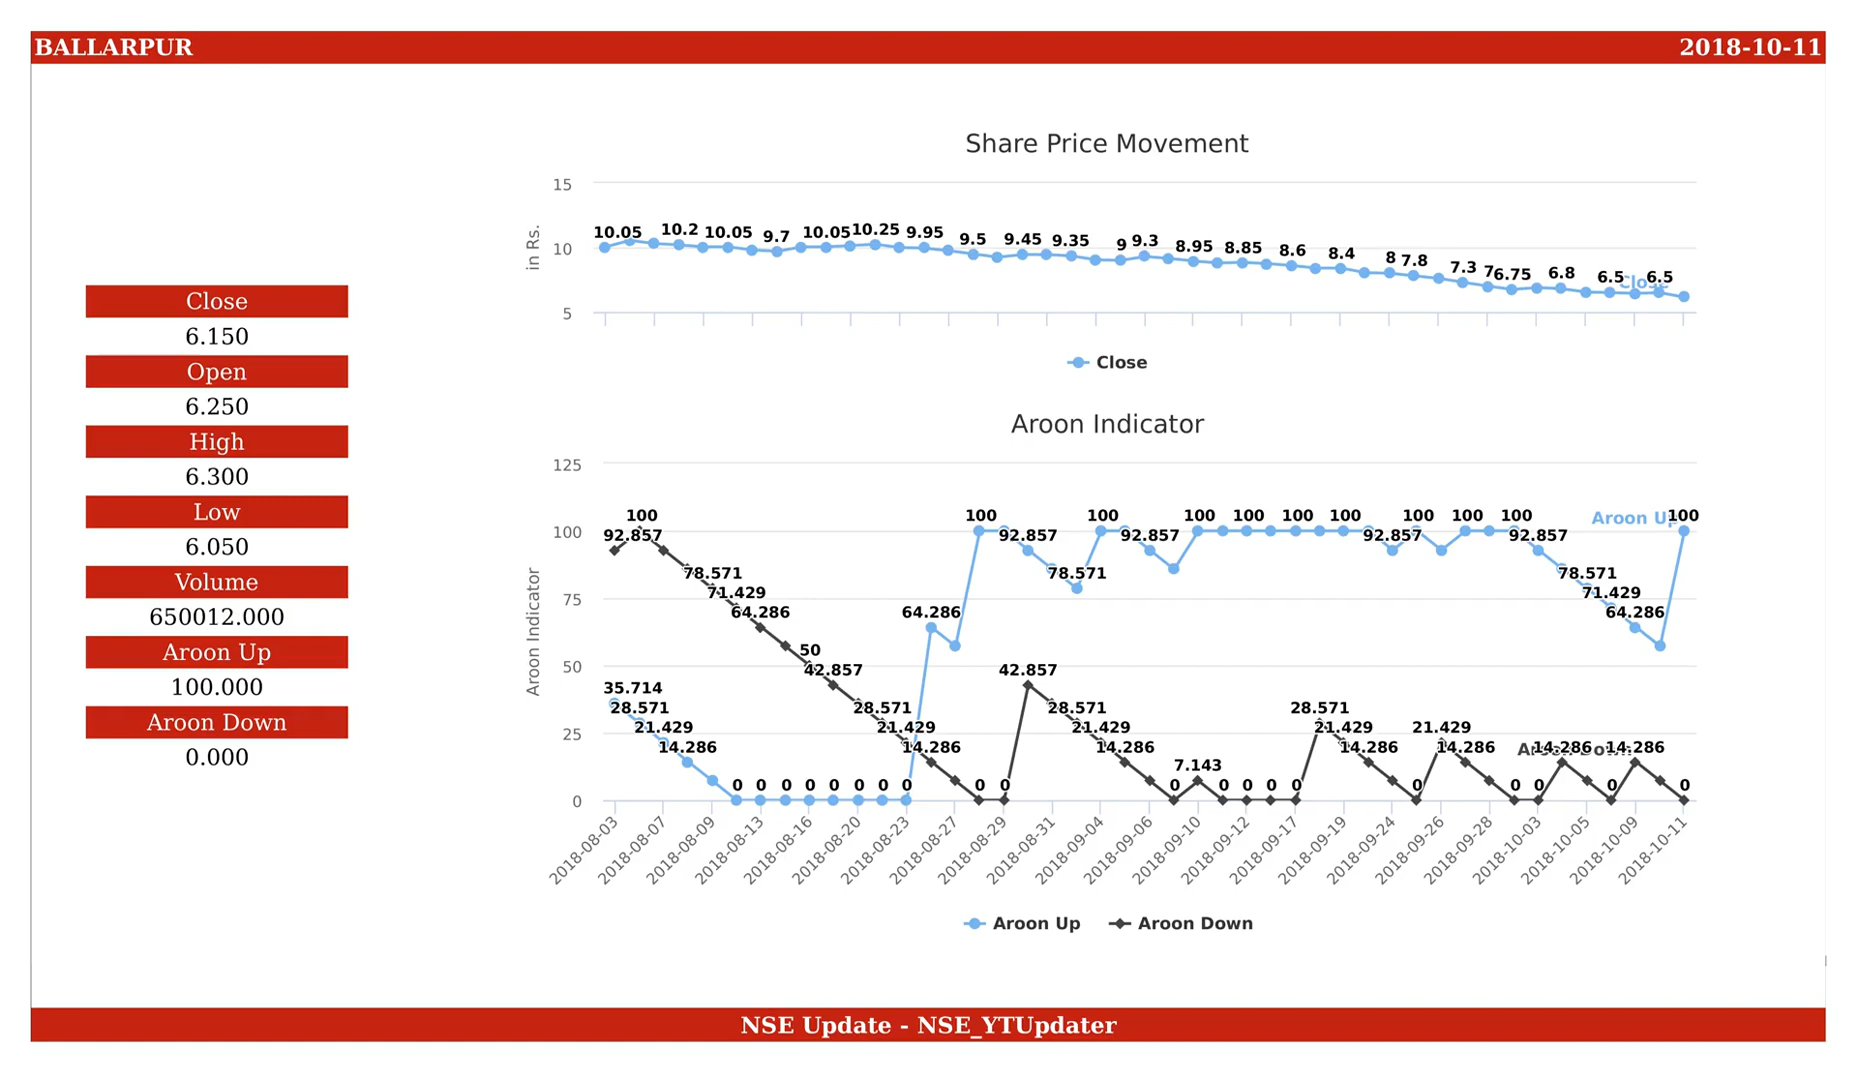 BALLARPUR 2018-10-11
Close
6.150
Open
6.250
High
6.300
Low
6.050
Volume
650012.000
Aroon Up
100.000
Aroon Down
0.000
Share Price Movement
in Rs.
15
10
5
10.05 10.2 10.05 9.7 10.05 10.25 9.95 9.5 9.45 9.35 9 9.3 8.95 8.85 8.6 8.4 8 7.8 7.3 7 6.75 6.8 6.5 6.5
Close
Close
Aroon Indicator
Aroon Indicator
125
100
75
50
25
0
100 100 100 100 100 100 100 100 100 100 100
Aroon Up
92.857 92.857 92.857 92.857 92.857
78.571 78.571 78.571
71.429 71.429
64.286 64.286 64.286
50
42.857 42.857
35.714
28.571 28.571 28.571 28.571
21.429 21.429 21.429 21.429 21.429
14.286 14.286 14.286 14.286 14.286 14.286 14.286
Aroon Down
7.143
0 0 0 0 0 0 0 0 0 0 0 0 0 0 0 0 0 0 0 0
2018-08-03 2018-08-07 2018-08-09 2018-08-13 2018-08-16 2018-08-20 2018-08-23 2018-08-27 2018-08-29 2018-08-31 2018-09-04 2018-09-06 2018-09-10 2018-09-12 2018-09-17 2018-09-19 2018-09-24 2018-09-26 2018-09-28 2018-10-03 2018-10-05 2018-10-09 2018-10-11
Aroon Up Aroon Down
NSE Update - NSE_YTUpdater